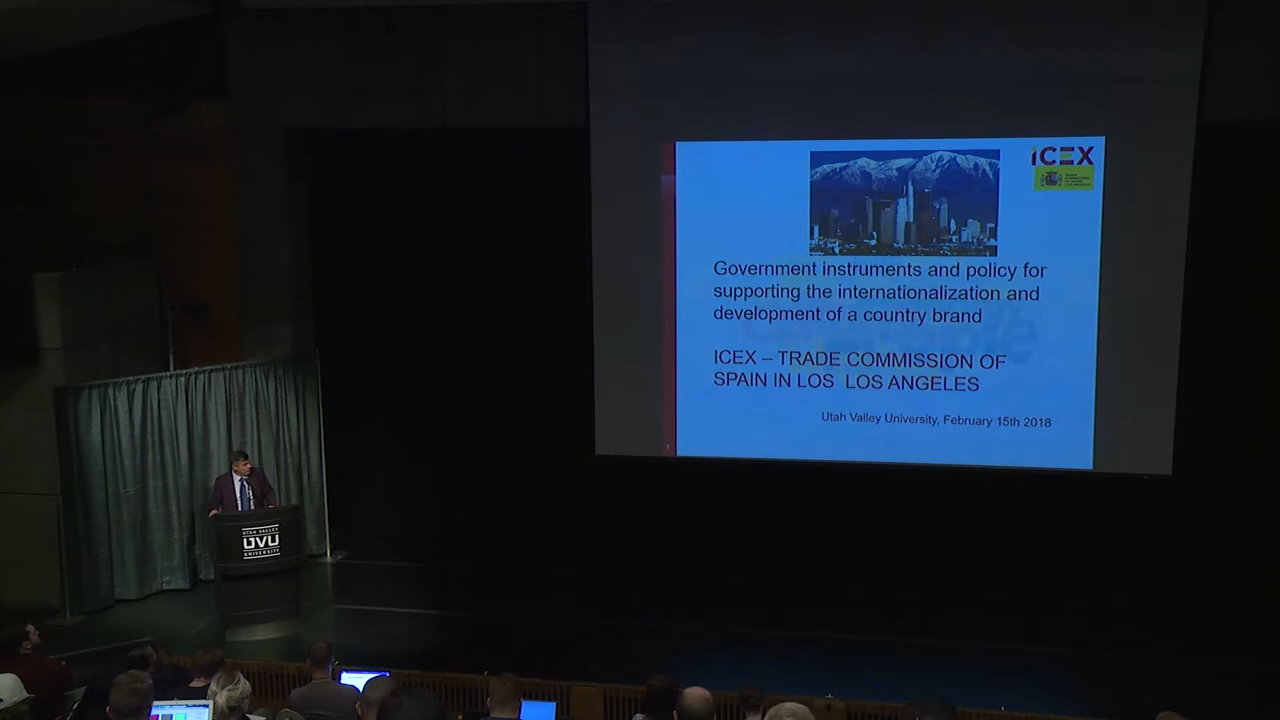 ICEX
Government instruments and policy for
supporting the internationalization and
development of a country brand
ICEX – TRADE COMMISSION OF
SPAIN IN LOS LOS ANGELES
Utah Valley University, February 15th 2018
UTAH VALLEY
UVU
UNIVERSITY